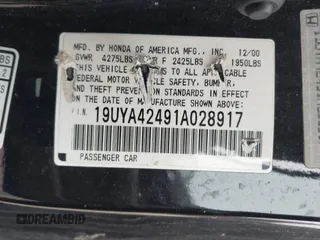 MFD. BY HONDA OF AMERICA MFG., INC. 12/00
GVWR 4275LBS F 2425LBS 1950LBS
THIS VEHICLE TO ALL APPLICABLE
FEDERAL MOTOR VEHICLE SAFETY, BUMPER,
AND THEFT PREVENTION STANDARDS IN EFFECT
ON THE DATE OF MANUFACTURE SHOWN ABOVE.
V.I.N. 19UYA42491A028917
PASSENGER CAR
DREAMBID
LBS
2